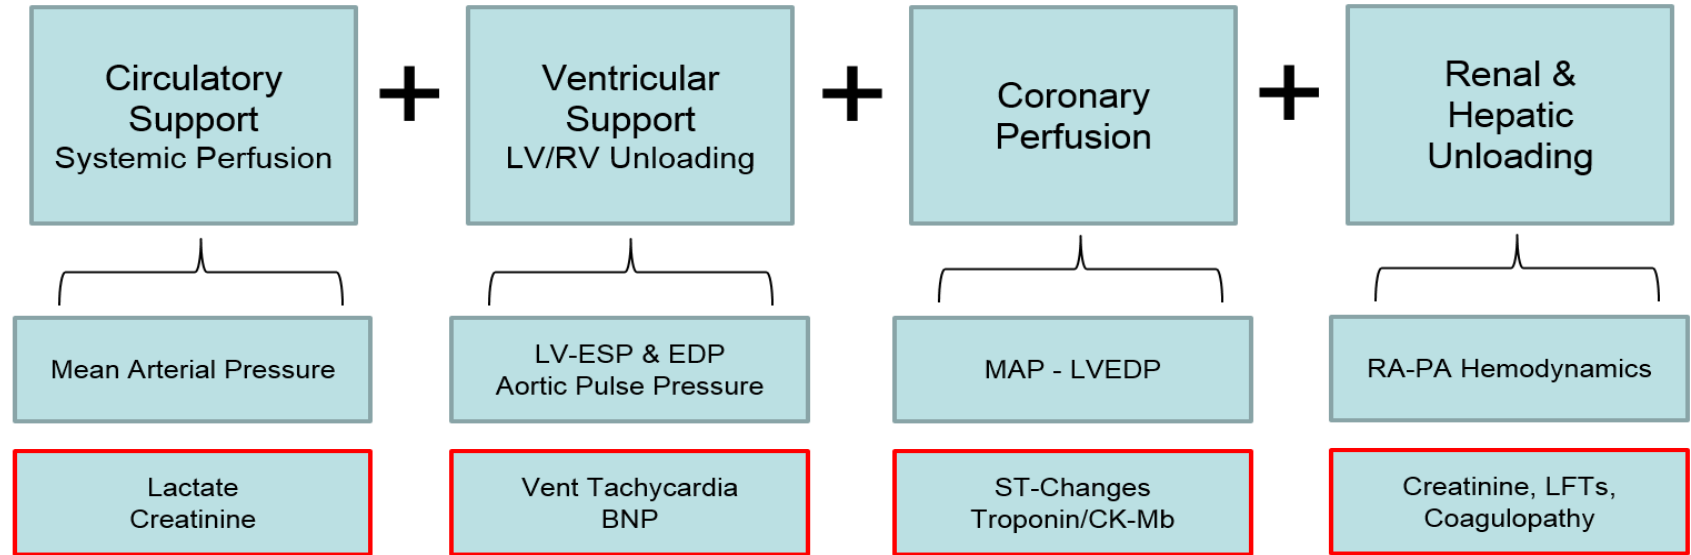 Circulatory
Support
Systemic Perfusion
+
Ventricular
Support
LV/RV Unloading
+
Coronary
Perfusion
+
Renal &
Hepatic
Unloading
Mean Arterial Pressure
LV-ESP & EDP
Aortic Pulse Pressure
MAP - LVEDP
RA-PA Hemodynamics
Lactate
Creatinine
Vent Tachycardia
BNP
ST-Changes
Troponin/CK-Mb
Creatinine, LFTs,
Coagulopathy